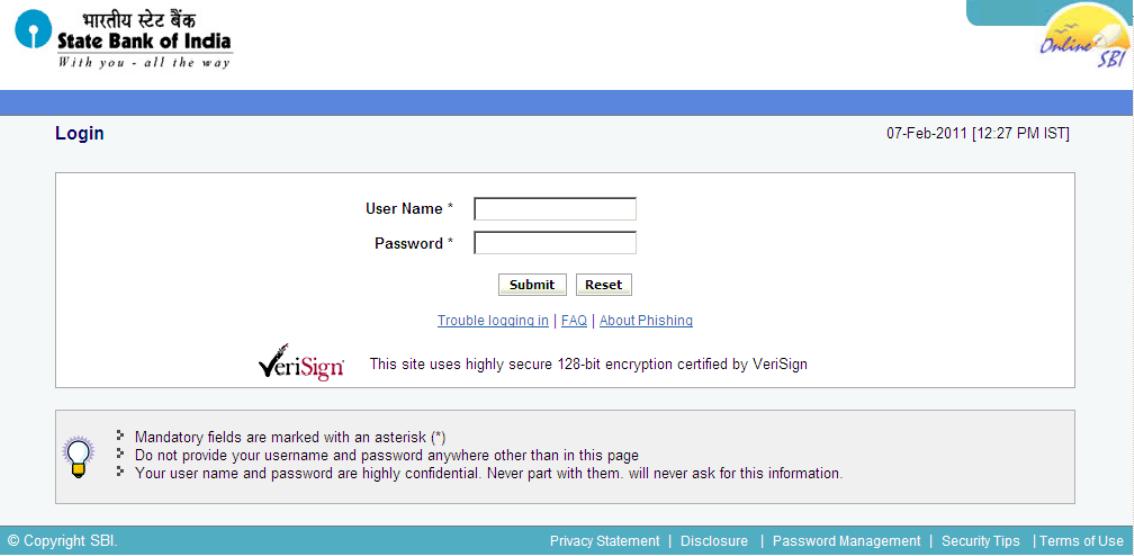 भारतीय स्टेट बैंक
State Bank of India
With you - all the way
Online SBI
Login
07-Feb-2011 [12:27 PM IST]
User Name *
Password *
Submit Reset
Trouble logging in | FAQ | About Phishing
VeriSign This site uses highly secure 128-bit encryption certified by VeriSign
Mandatory fields are marked with an asterisk (*)
Do not provide your username and password anywhere other than in this page
Your user name and password are highly confidential. Never part with them. will never ask for this information.
© Copyright SBI. Privacy Statement | Disclosure | Password Management | Security Tips | Terms of Use